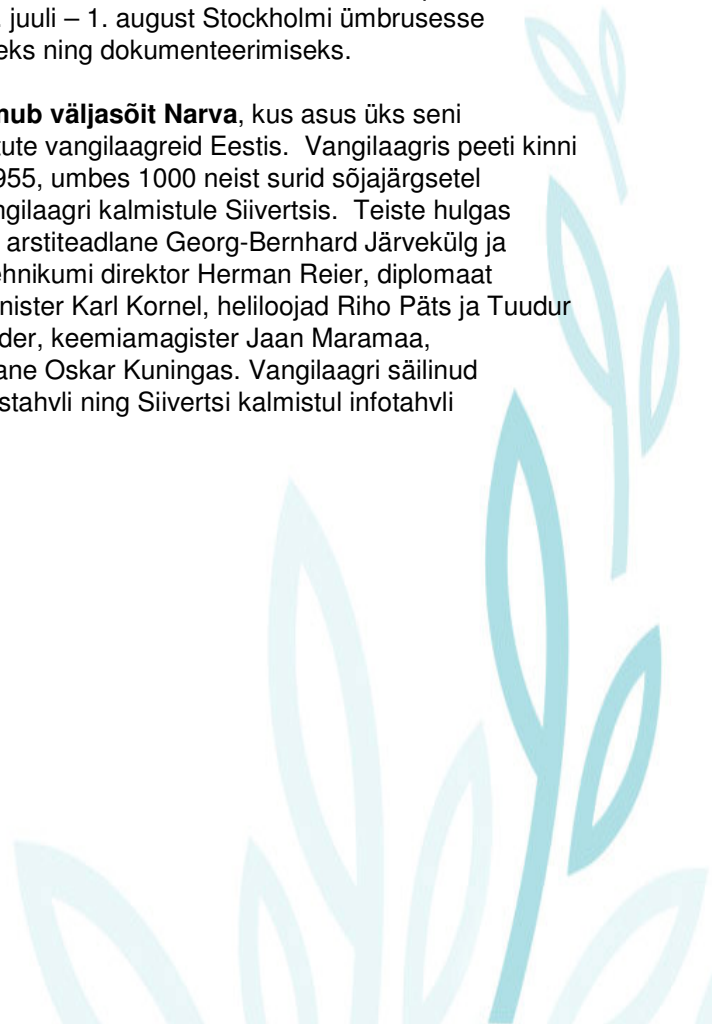 juuli – 1. august Stockholmi ümbrusesse
eks ning dokumenteerimiseks.
nub väljasõit Narva, kus asus üks seni
tute vangilaagreid Eestis. Vangilaagris peeti kinni
955, umbes 1000 neist surid sõjajärgsetel
ngilaagri kalmistule Siivertsis. Teiste hulgas
arstiteadlane Georg-Bernhard Järvekülg ja
ehnikumi direktor Herman Reier, diplomaat
nister Karl Kornel, heliloojad Riho Päts ja Tuudur
der, keemiamagister Jaan Maramaa,
ane Oskar Kuningas. Vangilaagri säilinud
stahvli ning Siivertsi kalmistul infotahvli